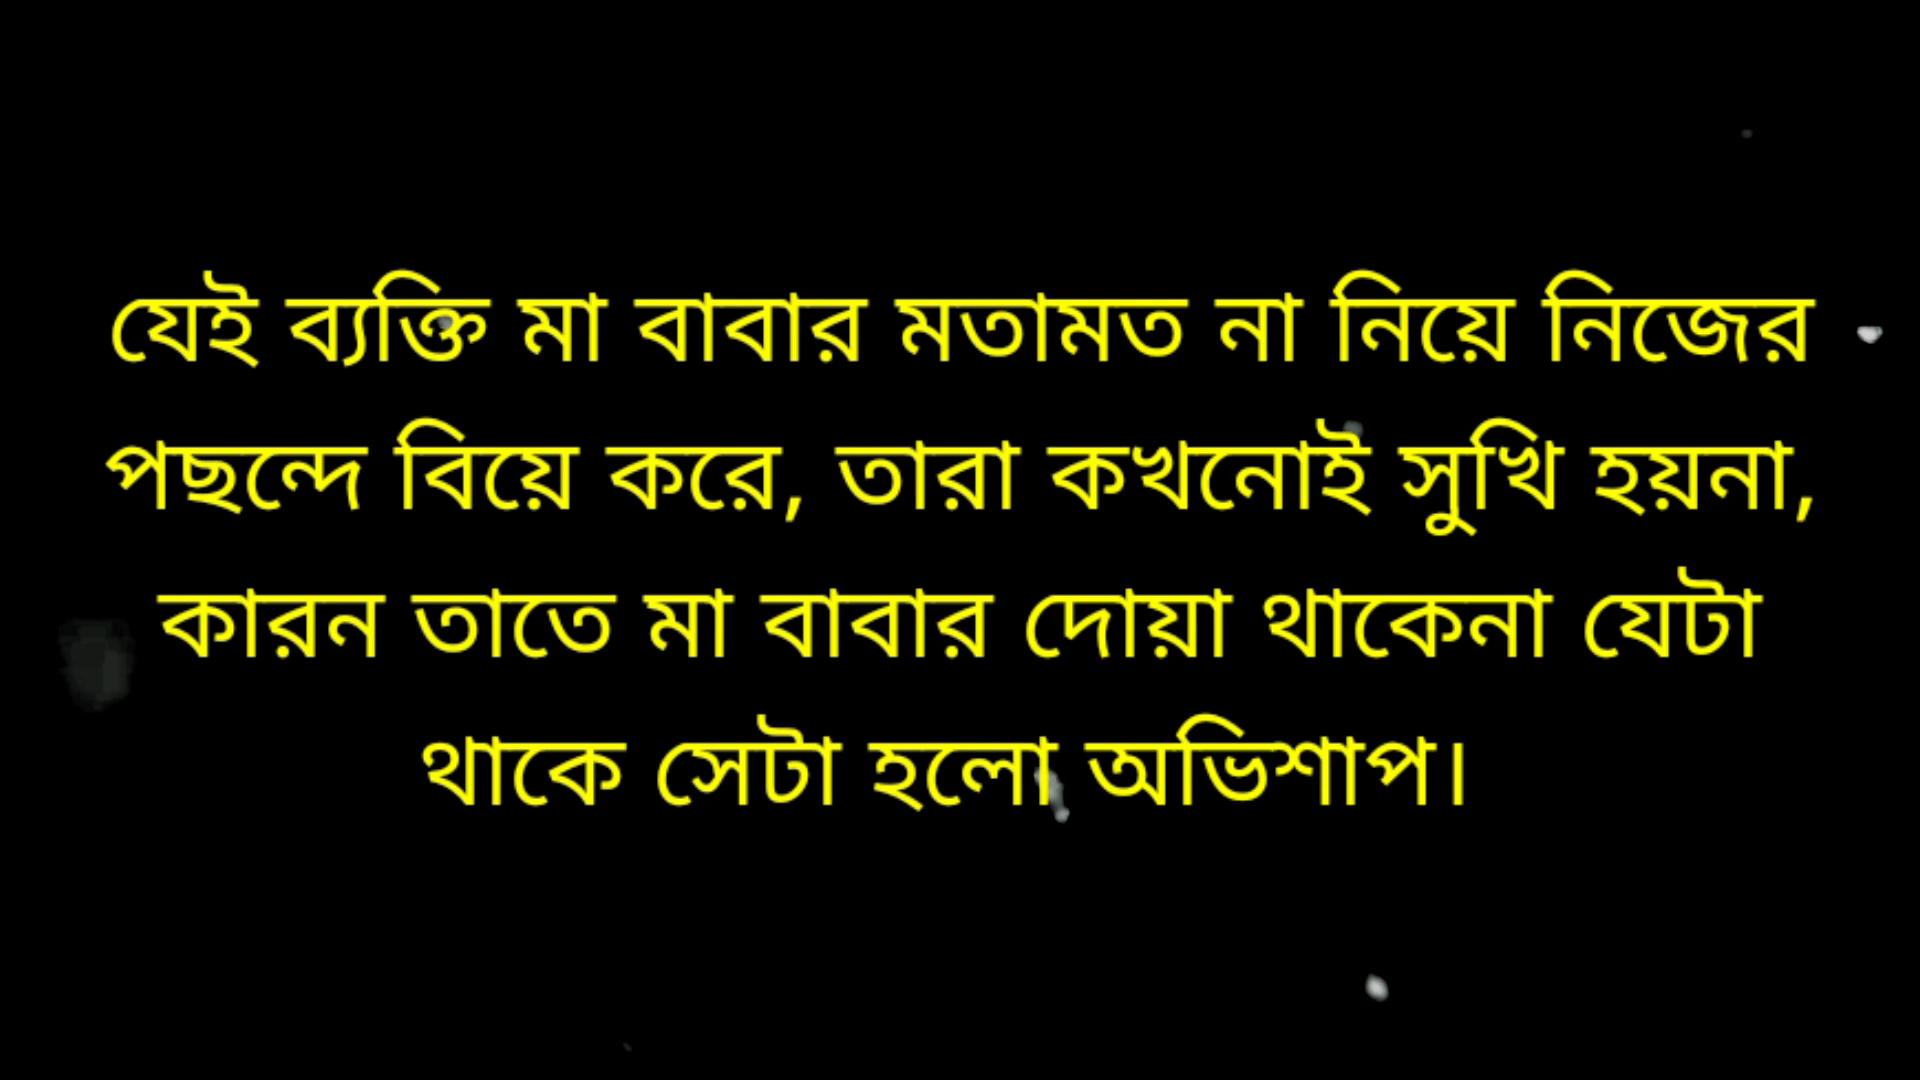 যেই ব্যক্তি মা বাবার মতামত না নিয়ে নিজের
পছন্দে বিয়ে করে, তারা কখনোই সুখি হয়না,
কারন তাতে মা বাবার দোয়া থাকেনা যেটা
থাকে সেটা হলো অভিশাপ।